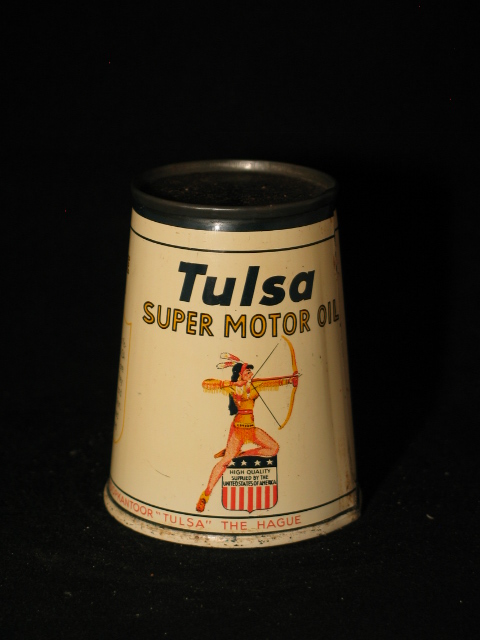 Tulsa
SUPER MOTOR OIL
HIGH QUALITY
SUPPLIED BY THE
UNITED STATES OF AMERICA
"TULSA" THE HAGUE